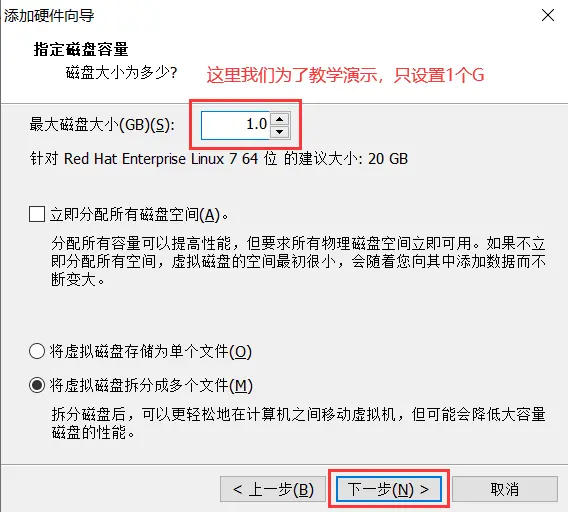 添加硬件向导
指定磁盘容量
磁盘大小为多少?
这里我们为了教学演示，只设置1个G
最大磁盘大小(GB)(S): 1.0
针对 Red Hat Enterprise Linux 7 64 位 的建议大小: 20 GB
立即分配所有磁盘空间(A)。
分配所有容量可以提高性能，但要求所有物理磁盘空间立即可用。如果不立
即分配所有空间，虚拟磁盘的空间最初很小，会随着您向其中添加数据而不
断变大。
将虚拟磁盘存储为单个文件(O)
将虚拟磁盘拆分成多个文件(M)
拆分磁盘后，可以更轻松地在计算机之间移动虚拟机，但可能会降低大容量
磁盘的性能。
< 上一步(B) 下一步(N) > 取消